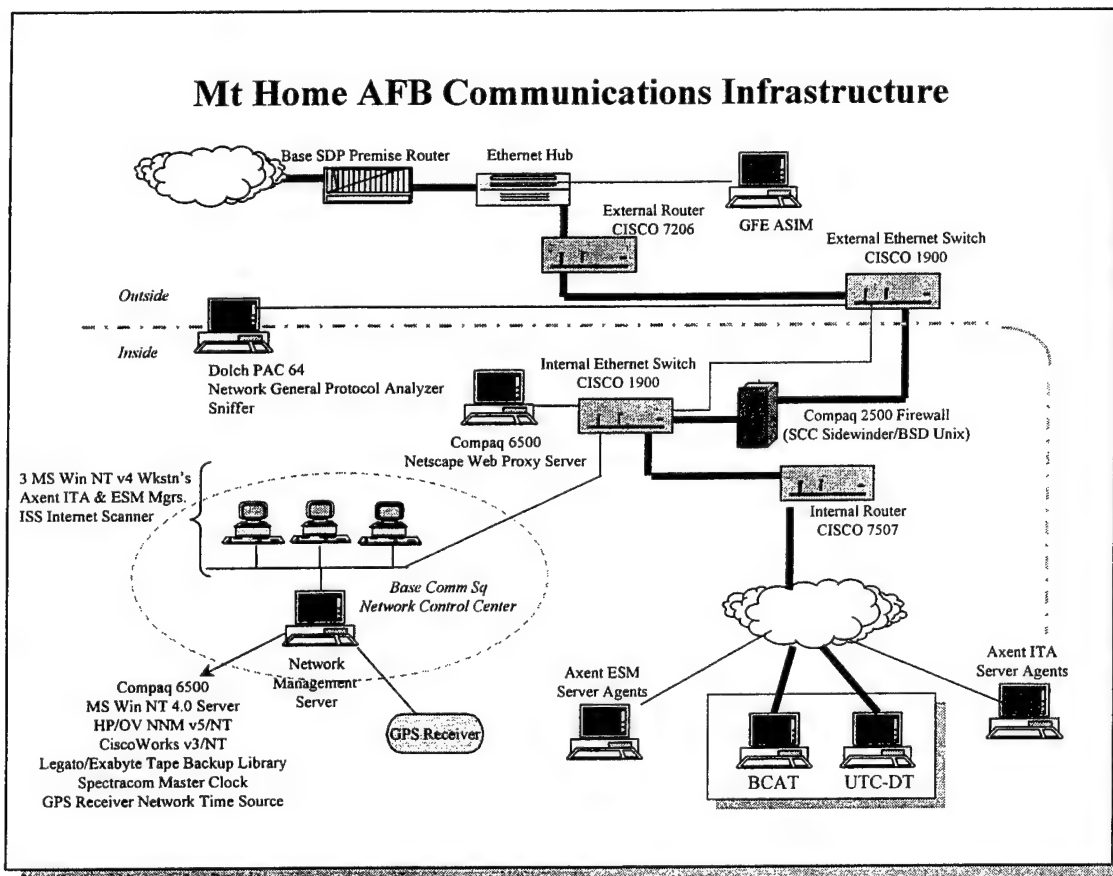 Mt Home AFB Communications Infrastructure
Base SDP Premise Router
Ethernet Hub
GFE ASIM
External Router
CISCO 7206
External Ethernet Switch
CISCO 1900
Outside
Inside
Dolch PAC 64
Network General Protocol Analyzer
Sniffer
Internal Ethernet Switch
CISCO 1900
Compaq 6500
Netscape Web Proxy Server
Compaq 2500 Firewall
(SCC Sidewinder/BSD Unix)
3 MS Win NT v4 Wkstn's
Axent ITA & ESM Mgrs.
ISS Internet Scanner
Internal Router
CISCO 7507
Base Comm Sq
Network Control Center
Network
Management
Server
Compaq 6500
MS Win NT 4.0 Server
HP/OV NNM v5/NT
CiscoWorks v3/NT
Legato/Exabyte Tape Backup Library
Spectracom Master Clock
GPS Receiver Network Time Source
GPS Receiver
Axent ESM
Server Agents
Axent ITA
Server Agents
BCAT
UTC-DT